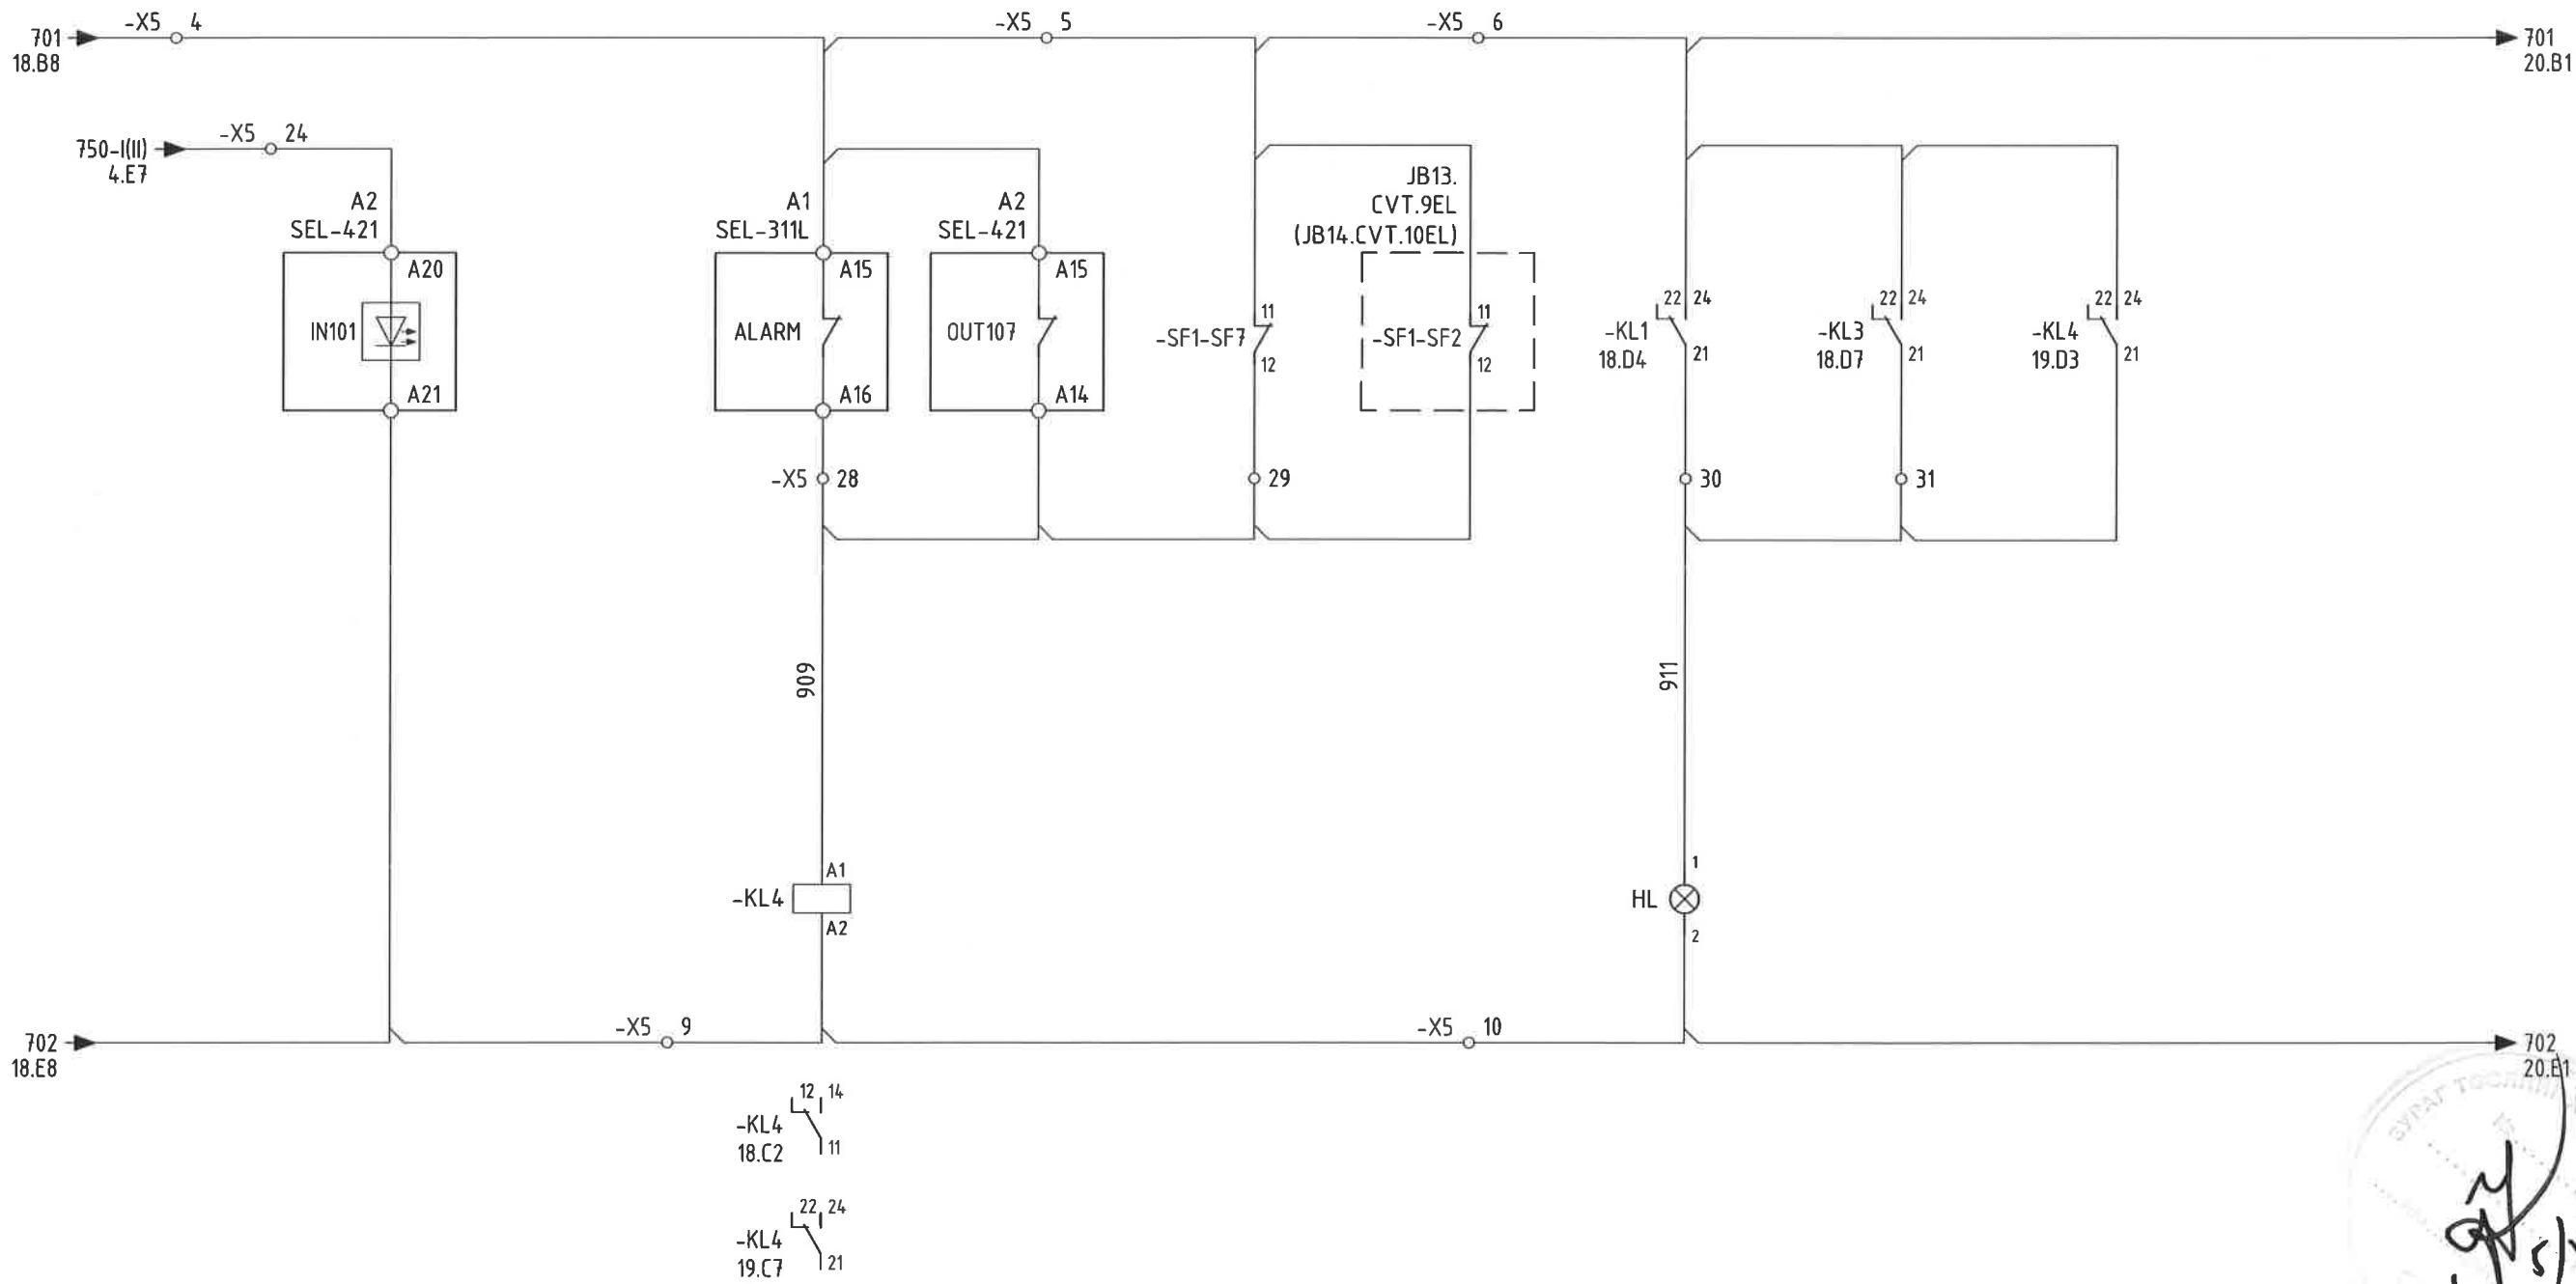 -X5 4
-X5 5
-X5 6
701
18.B8
701
20.B1
-X5 24
750-I(II)
4.E7
A2
SEL-421
A20
IN101
A21
A1
SEL-311L
A15
ALARM
A16
A2
SEL-421
A15
OUT107
A14
-SF1-SF7
11
12
JB13.
CVT.9EL
(JB14.CVT.10EL)
-SF1-SF2
11
12
22 24
-KL1
18.D4
21
22 24
-KL3
18.D7
21
22 24
-KL4
19.D3
21
-X5 28
29
30
31
909
911
A1
-KL4
A2
1
HL
2
-X5 9
-X5 10
702
18.E8
702
20.E1
12 14
-KL4
18.C2
11
22 24
-KL4
19.C7
21
ЗУРАГ